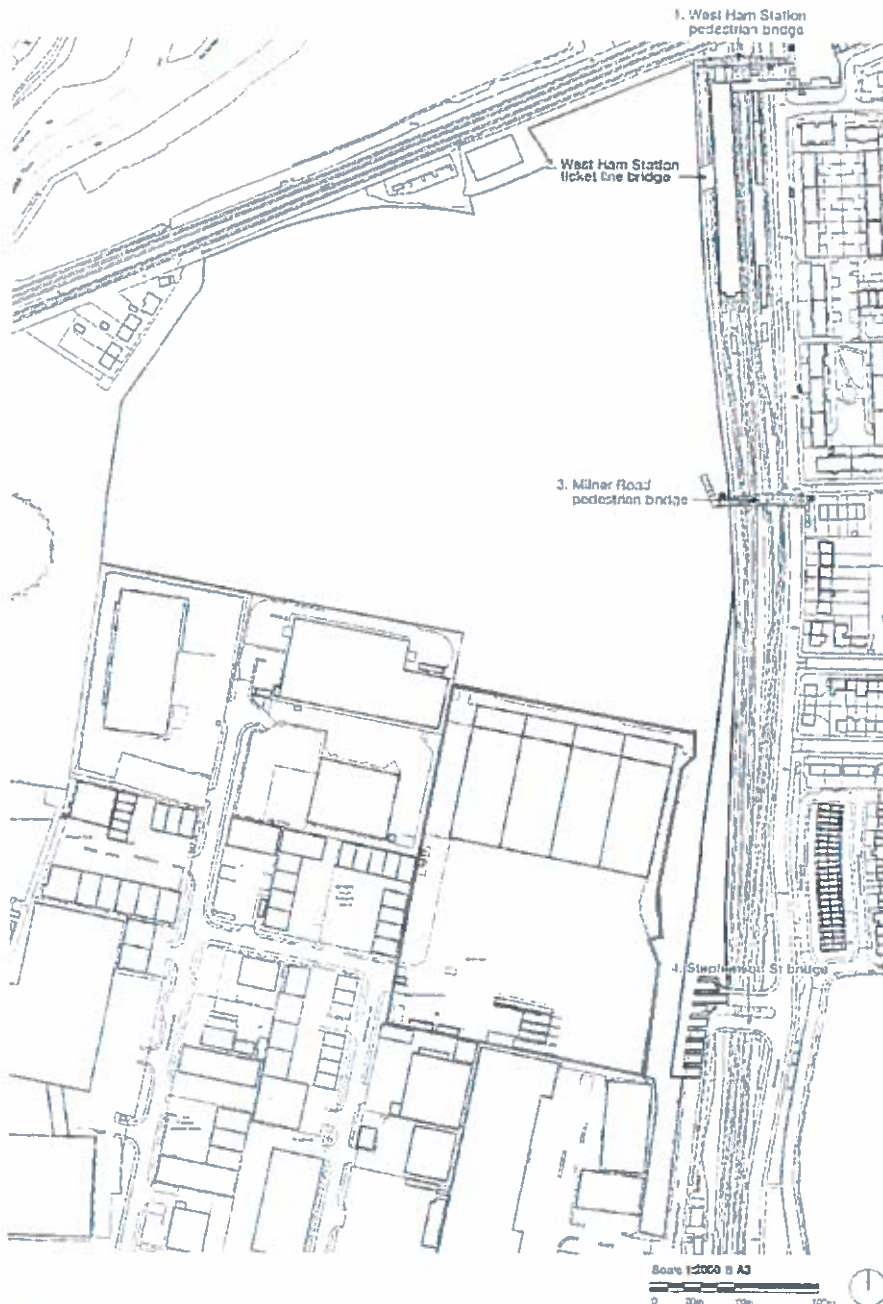 1. West Ham Station
pedestrian bridge
2. West Ham Station
ticket line bridge
3. Milner Road
pedestrian bridge
4. Stephenson St bridge
Scale 1:2000 @ A3
0